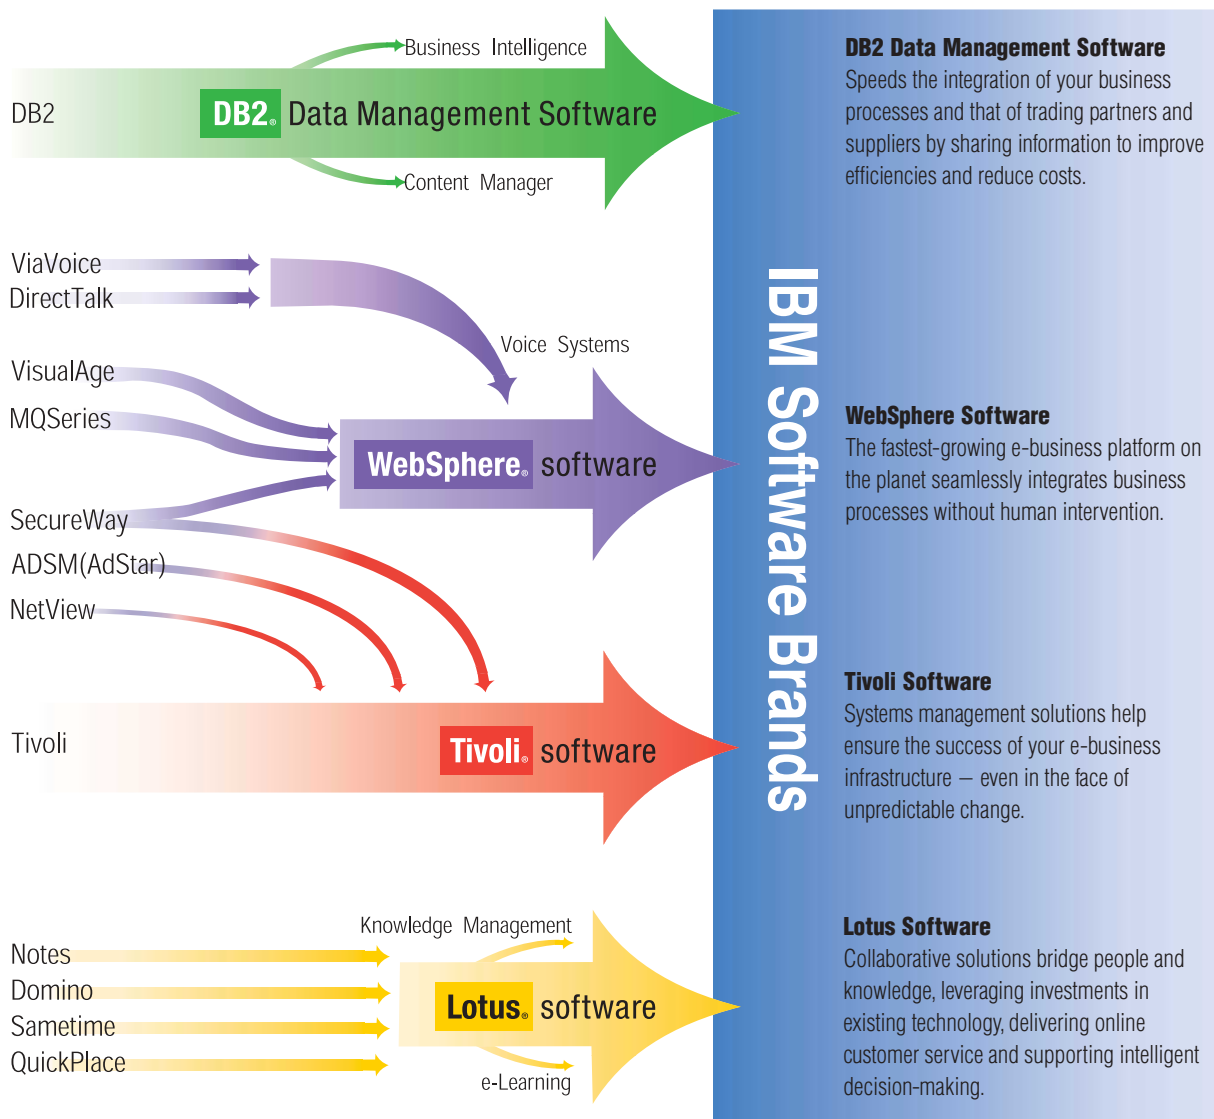 Business Intelligence
DB2
DB2® Data Management Software
Content Manager
ViaVoice
DirectTalk
Voice Systems
VisualAge
MQSeries
WebSphere® software
SecureWay
ADSM(AdStar)
NetView
Tivoli
Tivoli® software
Knowledge Management
Notes
Domino
Sametime
QuickPlace
Lotus® software
e-Learning
IBM Software Brands
DB2 Data Management Software
Speeds the integration of your business
processes and that of trading partners and
suppliers by sharing information to improve
efficiencies and reduce costs.
WebSphere Software
The fastest-growing e-business platform on
the planet seamlessly integrates business
processes without human intervention.
Tivoli Software
Systems management solutions help
ensure the success of your e-business
infrastructure — even in the face of
unpredictable change.
Lotus Software
Collaborative solutions bridge people and
knowledge, leveraging investments in
existing technology, delivering online
customer service and supporting intelligent
decision-making.